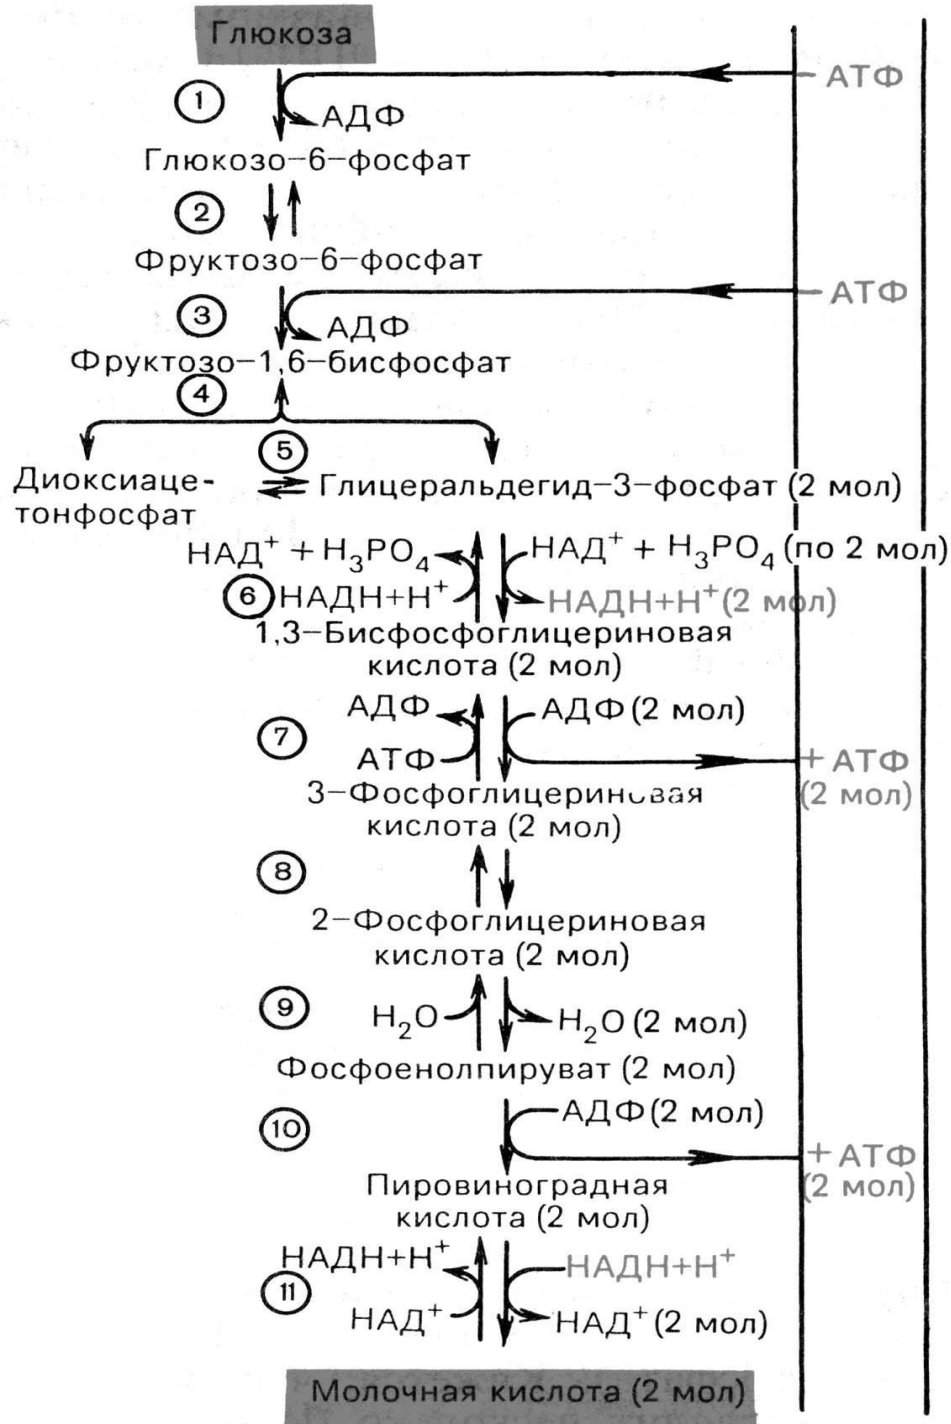 Глюкоза
– АТФ
1
АДФ
Глюкозо–6–фосфат
2
Фруктозо–6–фосфат
– АТФ
3
АДФ
Фруктозо–1,6–бисфосфат
4
5
Диоксиаце-
тонфосфат
Глицеральдегид–3–фосфат (2 мол)
НАД⁺ + H₃PO₄
НАД⁺ + H₃PO₄ (по 2 мол)
6
НАДН+Н⁺
НАДН+Н⁺ (2 мол)
1,3–Бисфосфоглицериновая
кислота (2 мол)
АДФ
АДФ (2 мол)
7
АТФ
+ АТФ
(2 мол)
3–Фосфоглицериновая
кислота (2 мол)
8
2–Фосфоглицериновая
кислота (2 мол)
9
H₂O
H₂O (2 мол)
Фосфоенолпируват (2 мол)
10
АДФ (2 мол)
+ АТФ
(2 мол)
Пировиноградная
кислота (2 мол)
НАДН+Н⁺
НАДН+Н⁺
11
НАД⁺
НАД⁺ (2 мол)
Молочная кислота (2 мол)